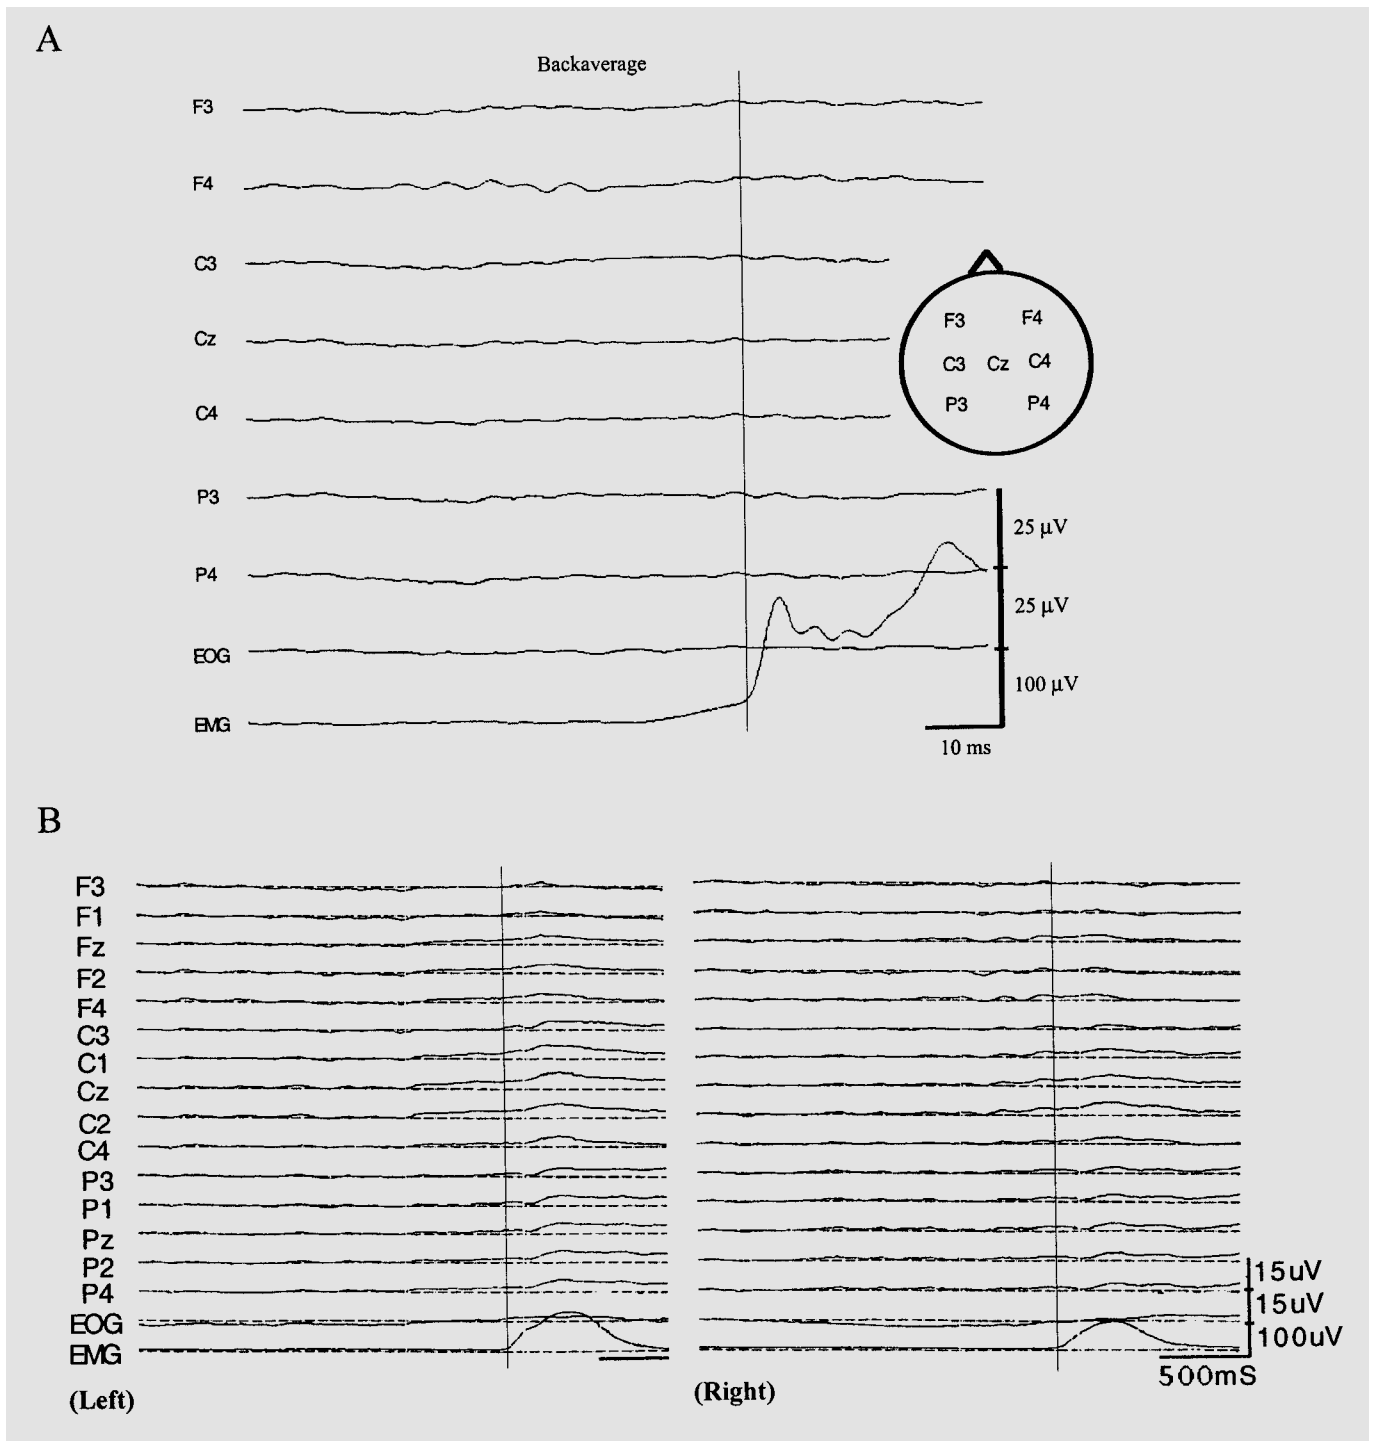 A
Backaverage
F3
F4
C3
Cz
C4
P3
P4
EOG
EMG
F3 F4
C3 Cz C4
P3 P4
25 µV
25 µV
100 µV
10 ms
B
F3
F1
Fz
F2
F4
C3
C1
Cz
C2
C4
P3
P1
Pz
P2
P4
EOG
EMG
15uV
15uV
100uV
500mS
(Left)
(Right)